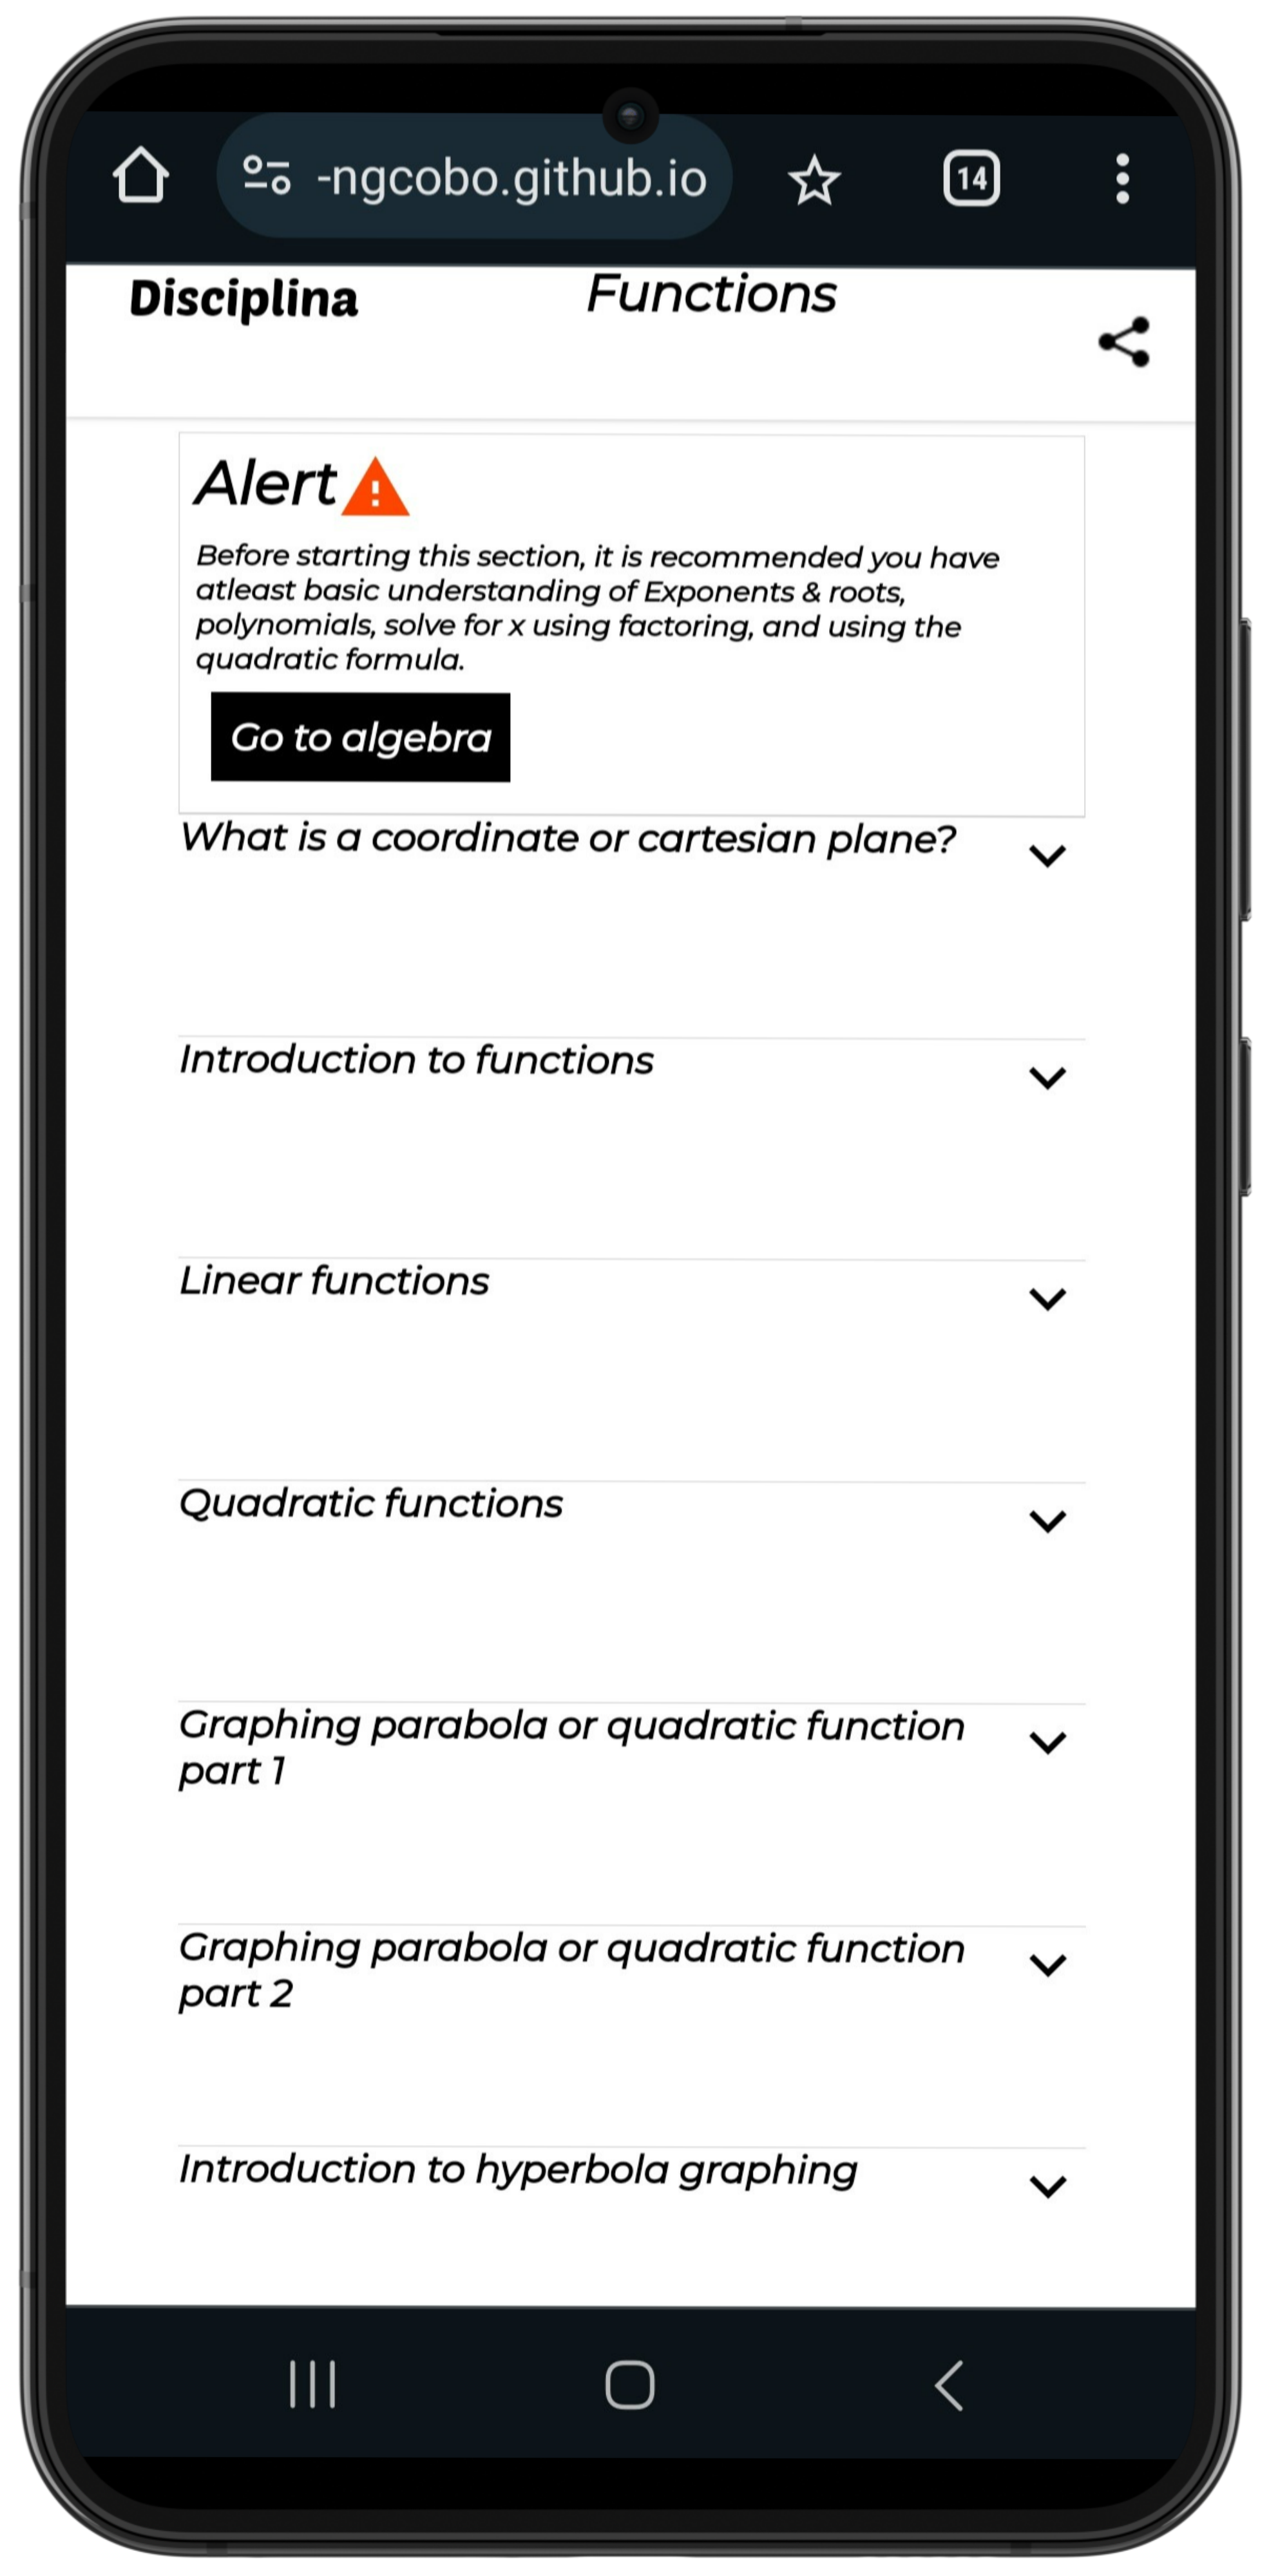 -ngcobo.github.io
14
Disciplina
Functions
Alert
Before starting this section, it is recommended you have
atleast basic understanding of Exponents & roots,
polynomials, solve for x using factoring, and using the
quadratic formula.
Go to algebra
What is a coordinate or cartesian plane?
Introduction to functions
Linear functions
Quadratic functions
Graphing parabola or quadratic function
part 1
Graphing parabola or quadratic function
part 2
Introduction to hyperbola graphing